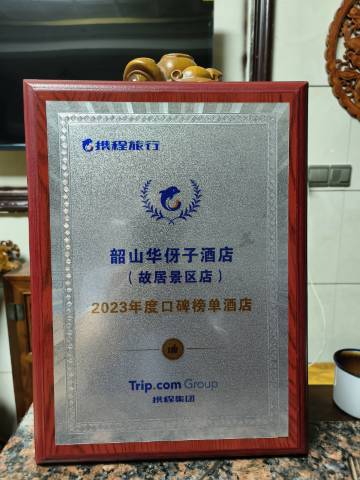 携程旅行
韶山华伢子酒店
（故居景区店）
2023年度口碑榜单酒店
Trip.com Group
携程集团